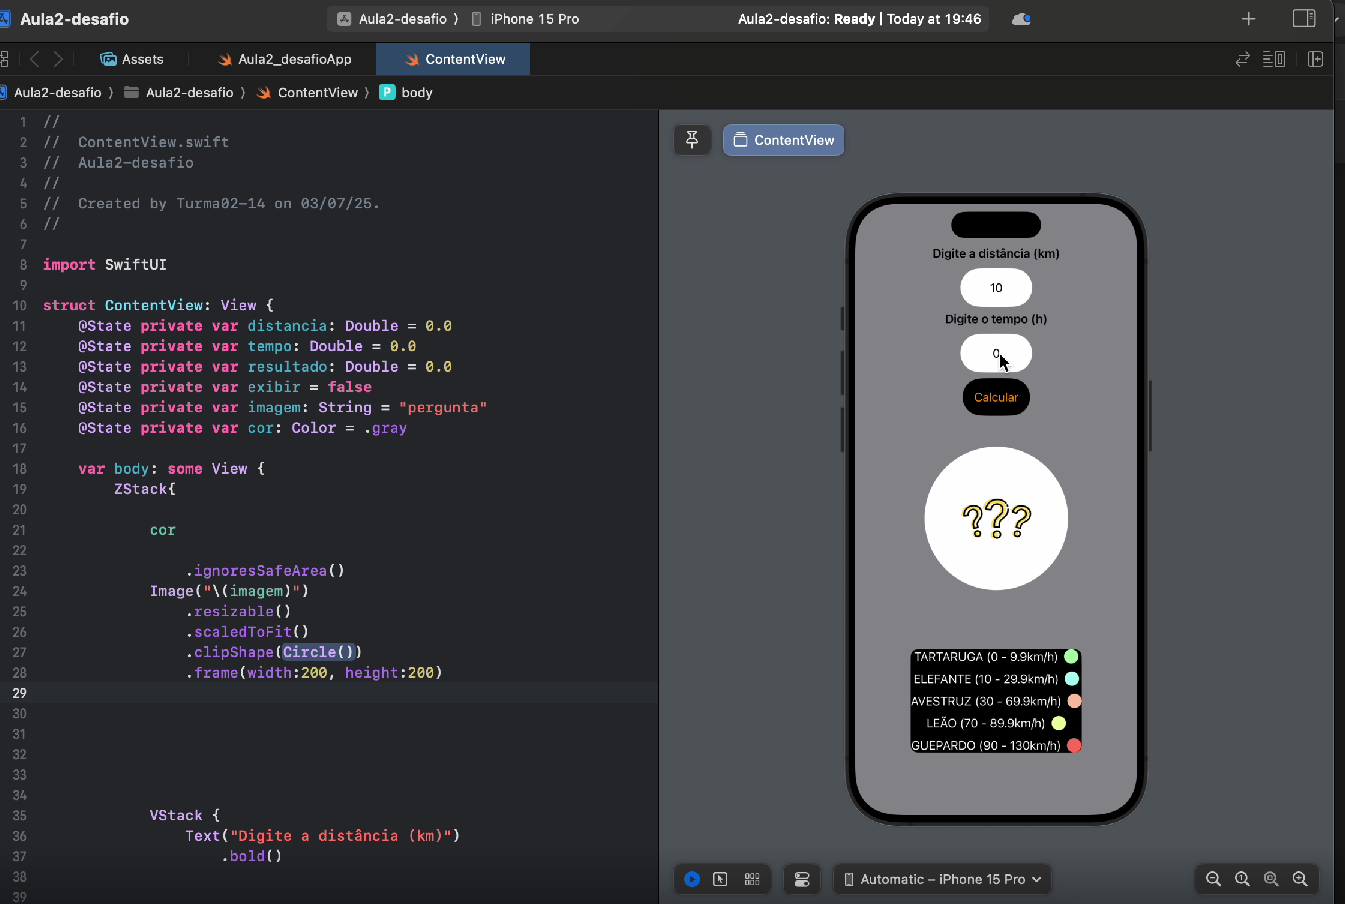 Aula2-desafio
Aula2-desafio 〉 iPhone 15 Pro
Aula2-desafio: Ready | Today at 19:46
Assets
Aula2_desafioApp
ContentView
Aula2-desafio 〉 Aula2-desafio 〉 ContentView 〉 P body
1 //
2 //  ContentView.swift
3 //  Aula2-desafio
4 //
5 //  Created by Turma02-14 on 03/07/25.
6 //
7
8 import SwiftUI
9
10 struct ContentView: View {
11     @State private var distancia: Double = 0.0
12     @State private var tempo: Double = 0.0
13     @State private var resultado: Double = 0.0
14     @State private var exibir = false
15     @State private var imagem: String = "pergunta"
16     @State private var cor: Color = .gray
17
18     var body: some View {
19         ZStack{
20
21             cor
22
23                 .ignoresSafeArea()
24             Image("\(imagem)")
25                 .resizable()
26                 .scaledToFit()
27                 .clipShape(Circle())
28                 .frame(width:200, height:200)
29
30
31
32
33
34
35             VStack {
36                 Text("Digite a distância (km)")
37                     .bold()
38
39
ContentView
Digite a distância (km)
10
Digite o tempo (h)
0
Calcular
???
TARTARUGA (0 - 9.9km/h)
ELEFANTE (10 - 29.9km/h)
AVESTRUZ (30 - 69.9km/h)
LEÃO (70 - 89.9km/h)
GUEPARDO (90 - 130km/h)
Automatic – iPhone 15 Pro